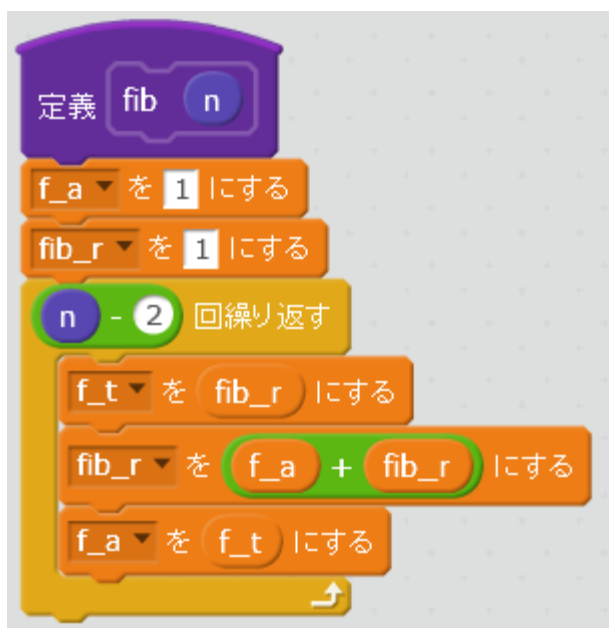 定義 fib n
f_a を 1 にする
fib_r を 1 にする
n - 2 回繰り返す
f_t を fib_r にする
fib_r を f_a + fib_r にする
f_a を f_t にする